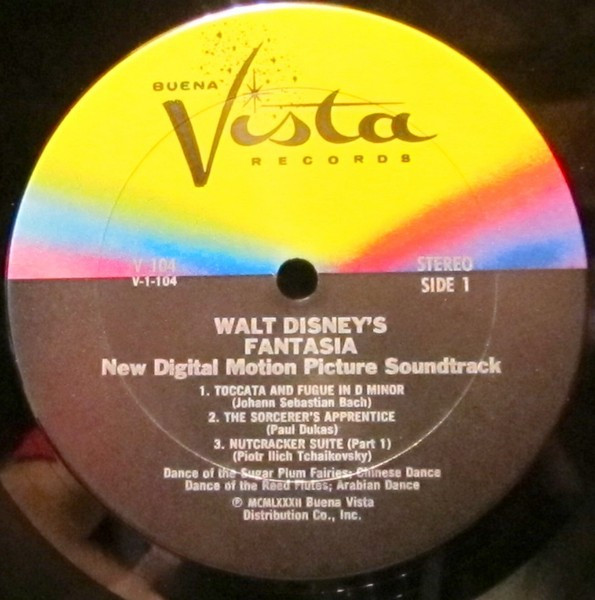 BUENA
Vista
RECORDS
V 104
STEREO
V-1-104
SIDE 1
WALT DISNEY'S
FANTASIA
New Digital Motion Picture Soundtrack
1. TOCCATA AND FUGUE IN D MINOR
(Johann Sebastian Bach)
2. THE SORCERER'S APPRENTICE
(Paul Dukas)
3. NUTCRACKER SUITE (Part 1)
(Piotr Ilich Tchaikovsky)
Dance of the Sugar Plum Fairies; Chinese Dance
Dance of the Reed Flutes; Arabian Dance
℗ MCMLXXXII Buena Vista
Distribution Co., Inc.